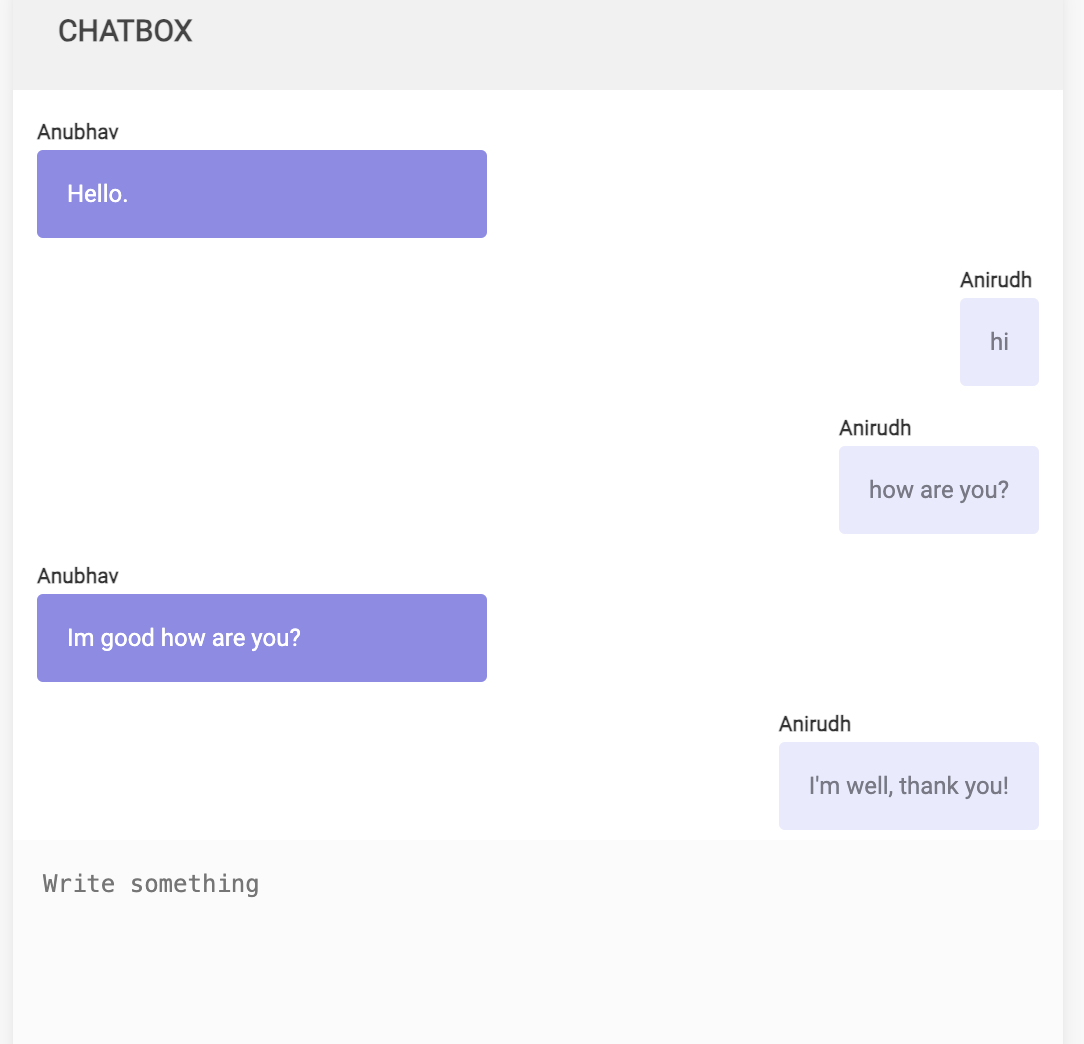 CHATBOX
Anubhav
Hello.
Anirudh
hi
Anirudh
how are you?
Anubhav
Im good how are you?
Anirudh
I'm well, thank you!
Write something